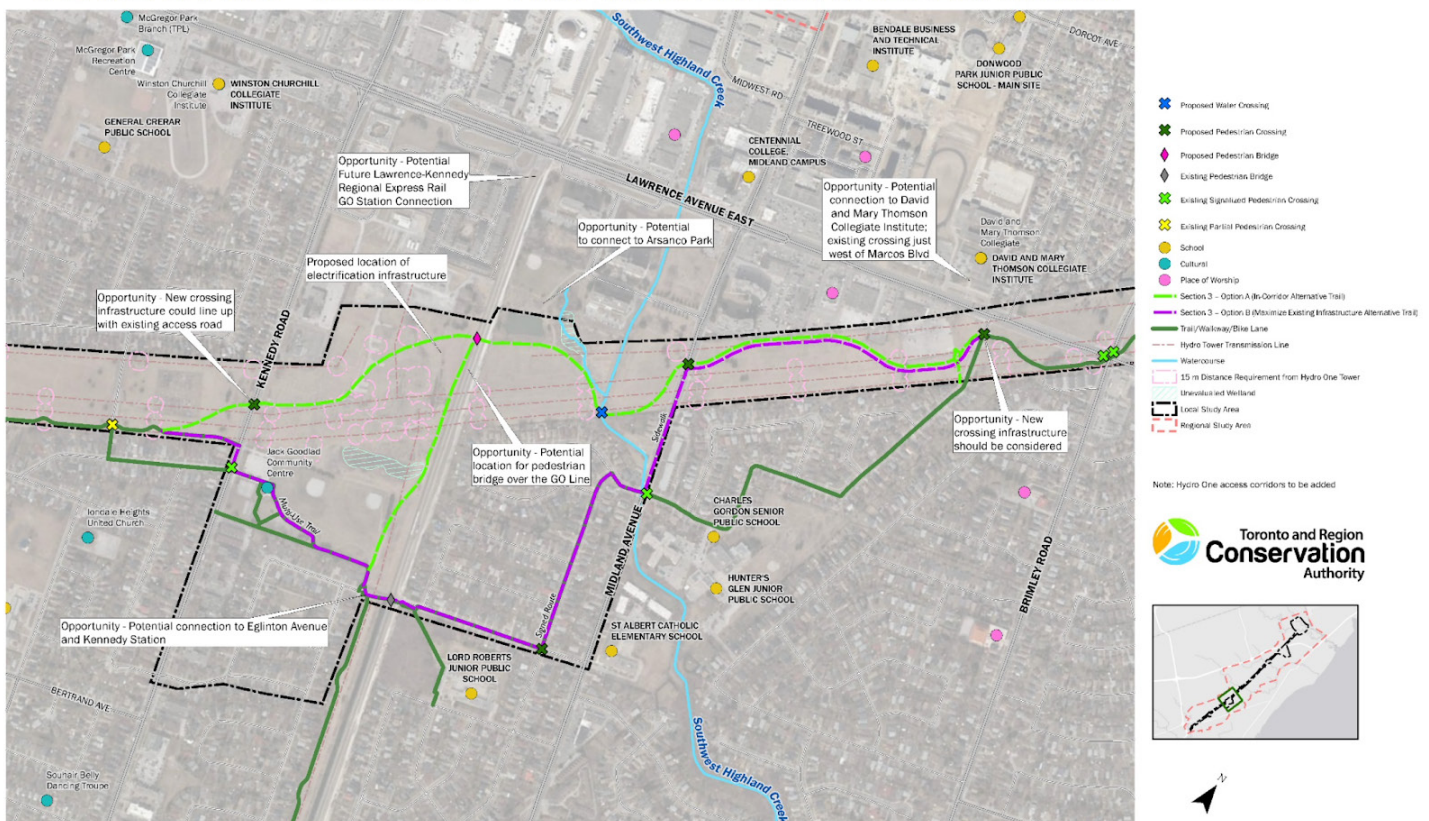 McGregor Park
Branch (TPL)
McGregor Park
Recreation
Centre
Winston Churchill
Collegiate
Institute
WINSTON CHURCHILL
COLLEGIATE
INSTITUTE
GENERAL CRERAR
PUBLIC SCHOOL
Southwest Highland Creek
BENDALE BUSINESS
AND TECHNICAL
INSTITUTE
DORCOT AVE
DONWOOD
PARK JUNIOR PUBLIC
SCHOOL - MAIN SITE
MIDWEST RD
TREEWOOD ST
CENTENNIAL
COLLEGE,
MIDLAND CAMPUS
LAWRENCE AVENUE EAST
Opportunity - Potential
Future Lawrence-Kennedy
Regional Express Rail
GO Station Connection
Opportunity - Potential
to connect to Arsanco Park
Opportunity - Potential
connection to David
and Mary Thomson
Collegiate Institute;
existing crossing just
west of Marcos Blvd
David and
Mary Thomson
Collegiate
DAVID AND MARY
THOMSON COLLEGIATE
INSTITUTE
Proposed location of
electrification infrastructure
Opportunity - New crossing
infrastructure could line up
with existing access road
KENNEDY ROAD
Opportunity - Potential
location for pedestrian
bridge over the GO Line
Sidewalk
Opportunity - New
crossing infrastructure
should be considered
Jack Goodlad
Community
Centre
Multi-Use Trail
Iondale Heights
United Church
MIDLAND AVENUE
CHARLES
GORDON SENIOR
PUBLIC SCHOOL
HUNTER'S
GLEN JUNIOR
PUBLIC SCHOOL
BRIMLEY ROAD
Signed Route
ST ALBERT CATHOLIC
ELEMENTARY SCHOOL
Opportunity - Potential connection to Eglinton Avenue
and Kennedy Station
LORD ROBERTS
JUNIOR PUBLIC
SCHOOL
BERTRAND AVE
Souhair Belly
Dancing Troupe
Southwest Highland Creek
Proposed Water Crossing
Proposed Pedestrian Crossing
Proposed Pedestrian Bridge
Existing Pedestrian Bridge
Existing Signalized Pedestrian Crossing
Existing Partial Pedestrian Crossing
School
Cultural
Place of Worship
Section 3 – Option A (In-Corridor Alternative Trail)
Section 3 – Option B (Maximize Existing Infrastructure Alternative Trail)
Trail/Walkway/Bike Lane
Hydro Tower Transmission Line
Watercourse
15 m Distance Requirement from Hydro One Tower
Unevaluated Wetland
Local Study Area
Regional Study Area
Note: Hydro One access corridors to be added
Toronto and Region
Conservation
Authority
N